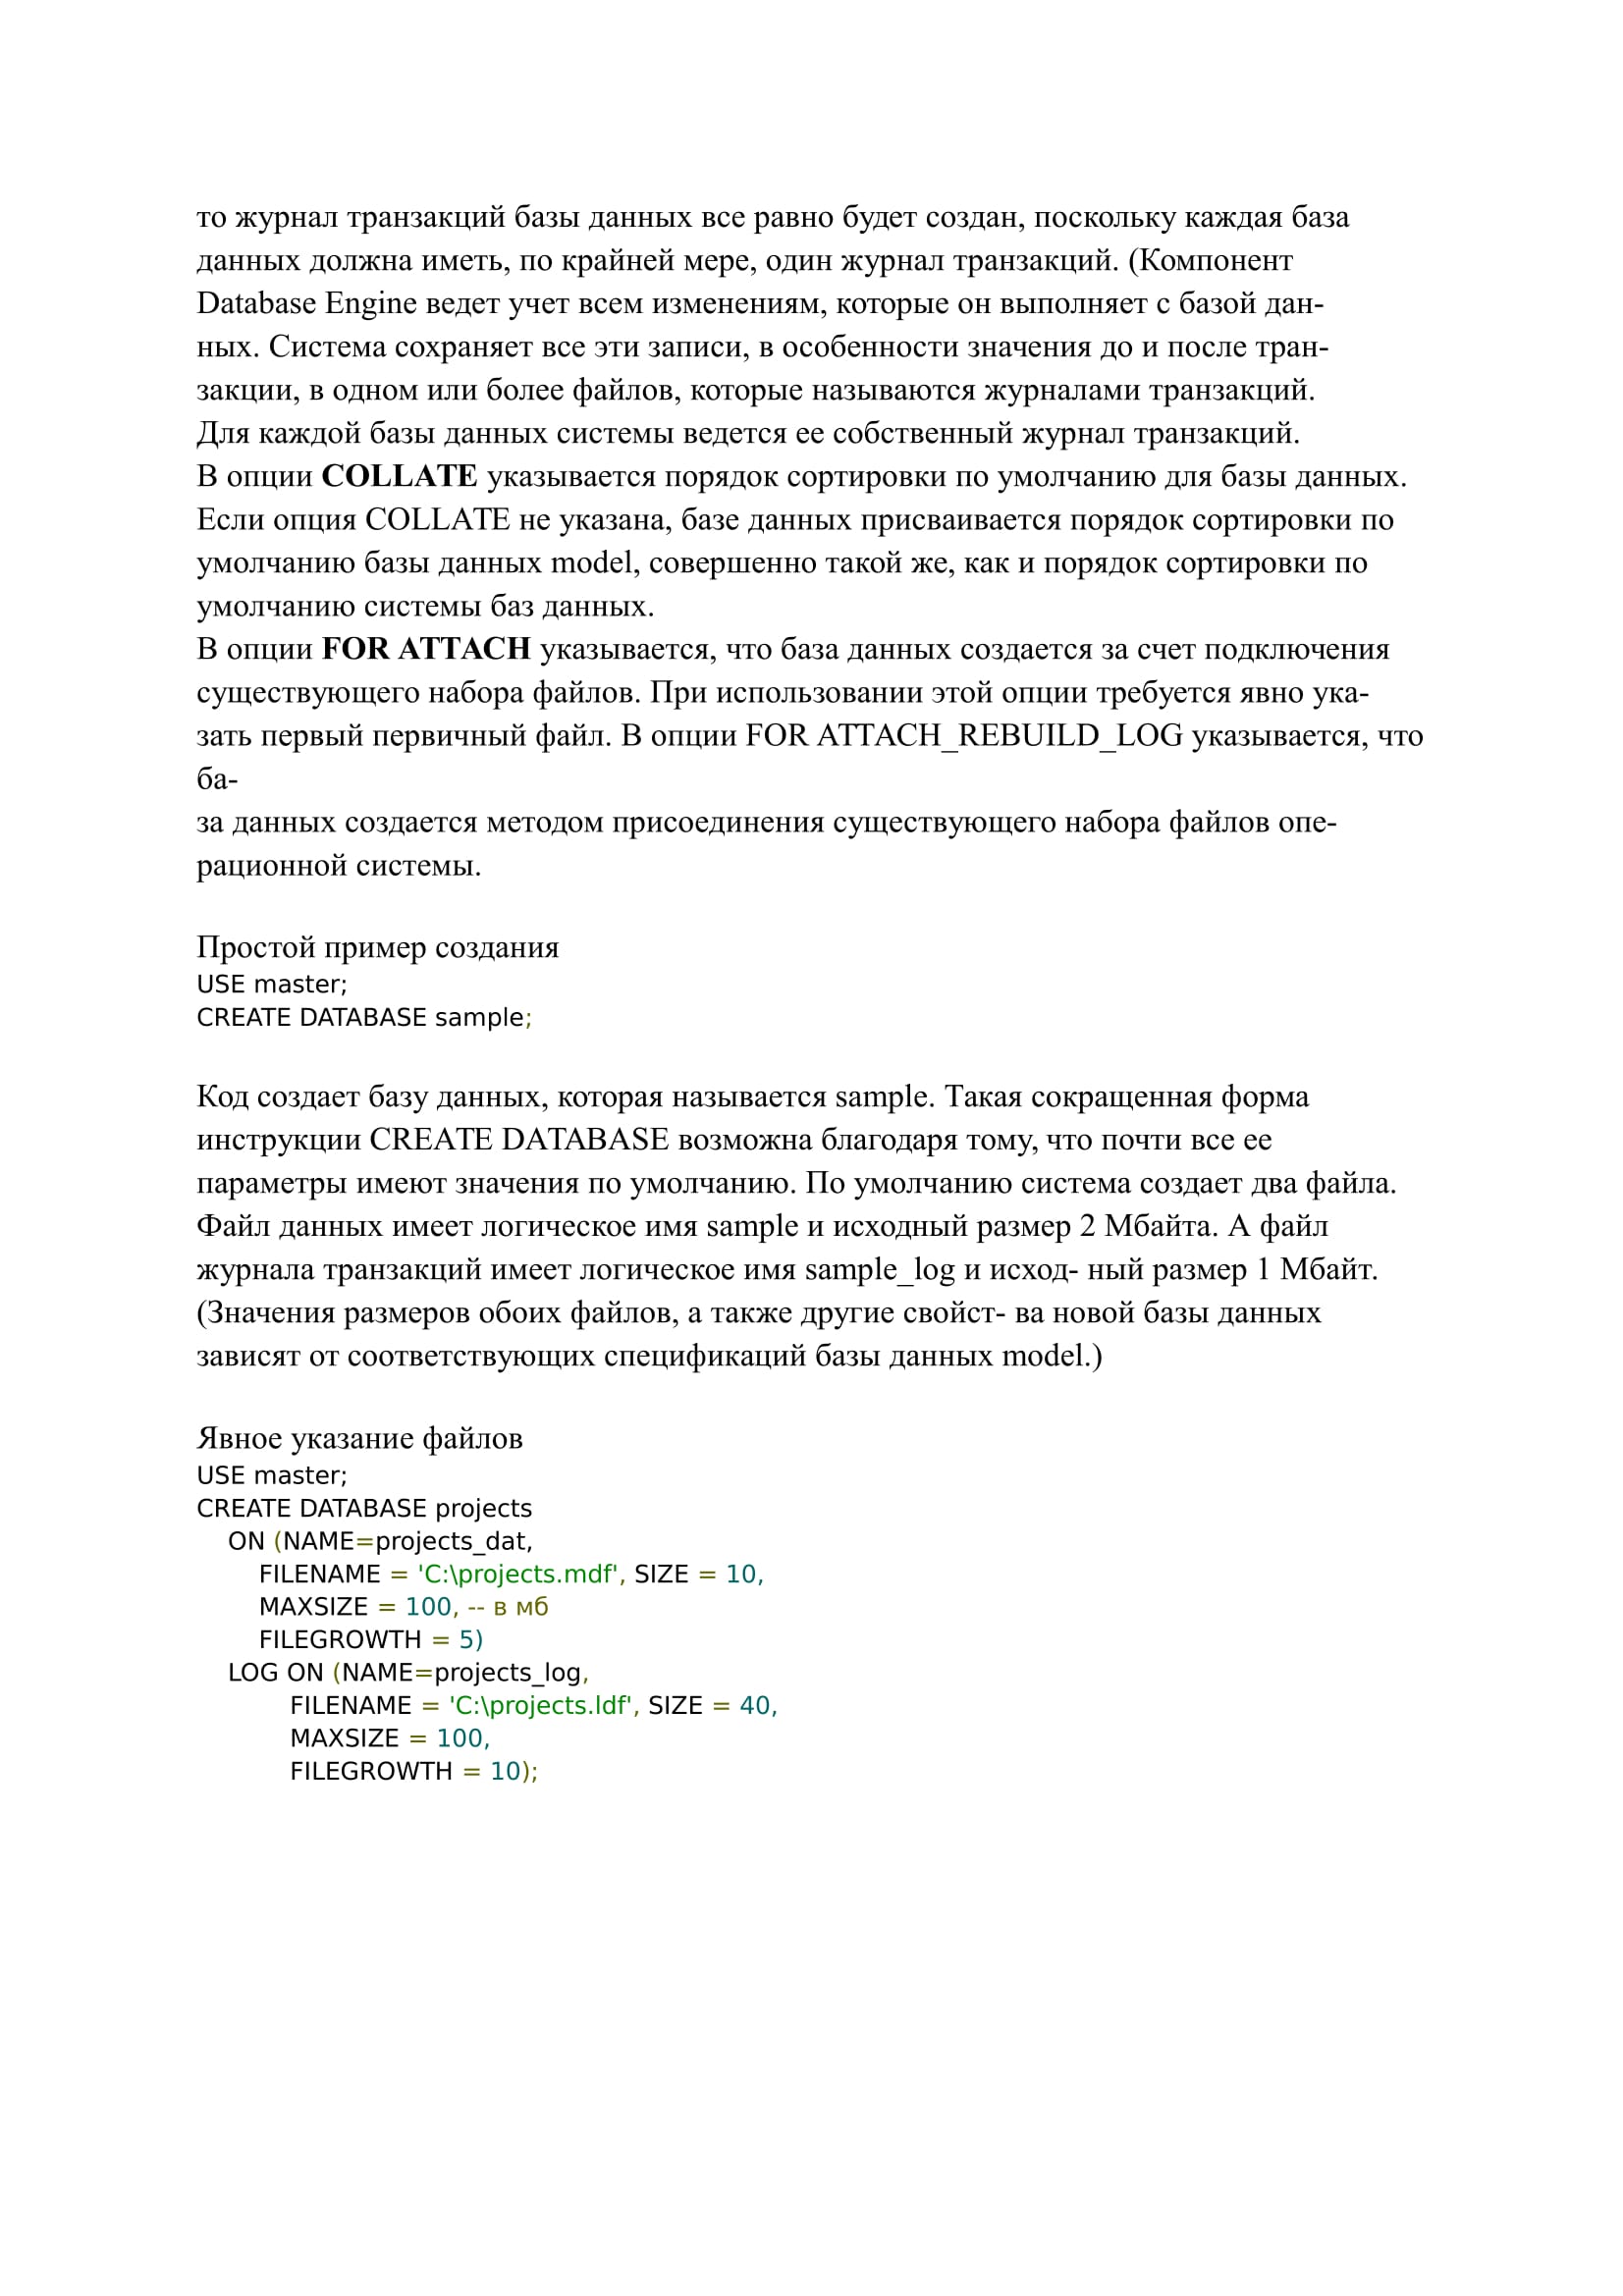 то журнал транзакций базы данных все равно будет создан, поскольку каждая база
данных должна иметь, по крайней мере, один журнал транзакций. (Компонент
Database Engine ведет учет всем изменениям, которые он выполняет с базой дан-
ных. Система сохраняет все эти записи, в особенности значения до и после тран-
закции, в одном или более файлов, которые называются журналами транзакций.
Для каждой базы данных системы ведется ее собственный журнал транзакций.
В опции COLLATE указывается порядок сортировки по умолчанию для базы данных.
Если опция COLLATE не указана, базе данных присваивается порядок сортировки по
умолчанию базы данных model, совершенно такой же, как и порядок сортировки по
умолчанию системы баз данных.
В опции FOR ATTACH указывается, что база данных создается за счет подключения
существующего набора файлов. При использовании этой опции требуется явно ука-
зать первый первичный файл. В опции FOR ATTACH_REBUILD_LOG указывается, что
ба-
за данных создается методом присоединения существующего набора файлов опе-
рационной системы.
Простой пример создания
USE master;
CREATE DATABASE sample;
Код создает базу данных, которая называется sample. Такая сокращенная форма
инструкции CREATE DATABASE возможна благодаря тому, что почти все ее
параметры имеют значения по умолчанию. По умолчанию система создает два файла.
Файл данных имеет логическое имя sample и исходный размер 2 Мбайта. А файл
журнала транзакций имеет логическое имя sample_log и исход- ный размер 1 Мбайт.
(Значения размеров обоих файлов, а также другие свойст- ва новой базы данных
зависят от соответствующих спецификаций базы данных model.)
Явное указание файлов
USE master;
CREATE DATABASE projects
ON (NAME=projects_dat,
FILENAME = 'C:\projects.mdf', SIZE = 10,
MAXSIZE = 100, -- в мб
FILEGROWTH = 5)
LOG ON (NAME=projects_log,
FILENAME = 'C:\projects.ldf', SIZE = 40,
MAXSIZE = 100,
FILEGROWTH = 10);